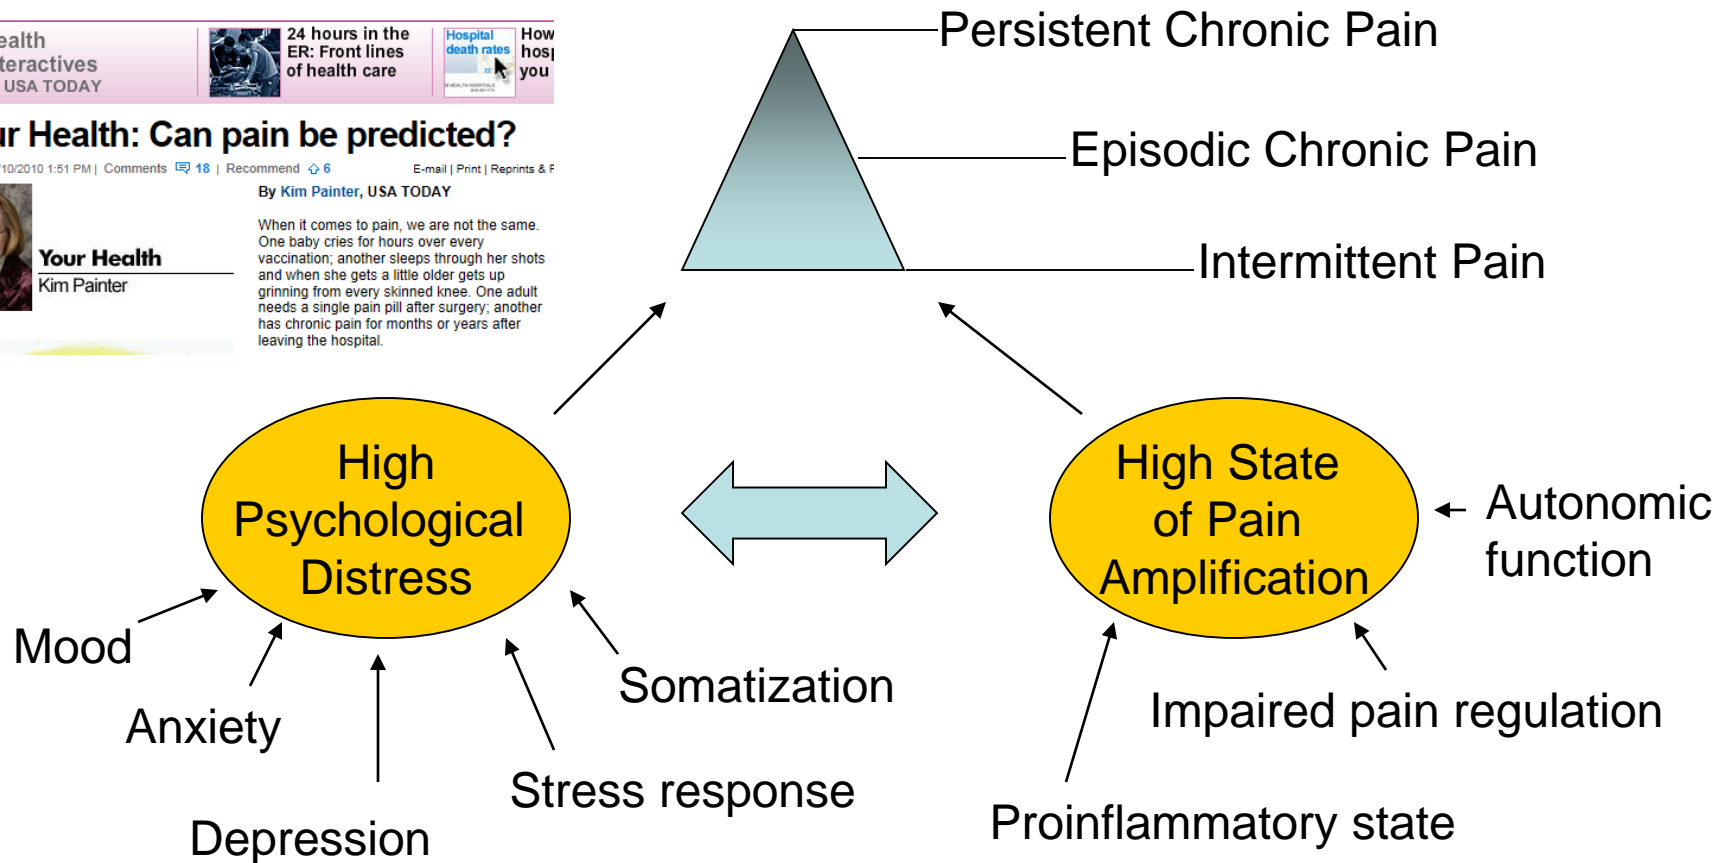 24 hours in the
ER: Front lines
of health care
Hospital
death rates
How
you
USA TODAY
Health: Can pain be predicted?
10/2010 1:51 PM | Comments 18 | Recommend 6
E-mail | Print | Reprints &
By Kim Painter, USA TODAY
When it comes to pain, we are not the same.
One baby cries for hours over every
vaccination; another sleeps through her shots
and when she gets a little older gets up
grinning from every skinned knee. One adult
needs a single pain pill after surgery; another
has chronic pain for months or years after
leaving the hospital.
Your Health
Kim Painter
Persistent Chronic Pain
Episodic Chronic Pain
Intermittent Pain
High
Psychological
Distress
High State
of Pain
Amplification
Autonomic
function
Mood
Anxiety
Depression
Stress response
Somatization
Impaired pain regulation
Proinflammatory state